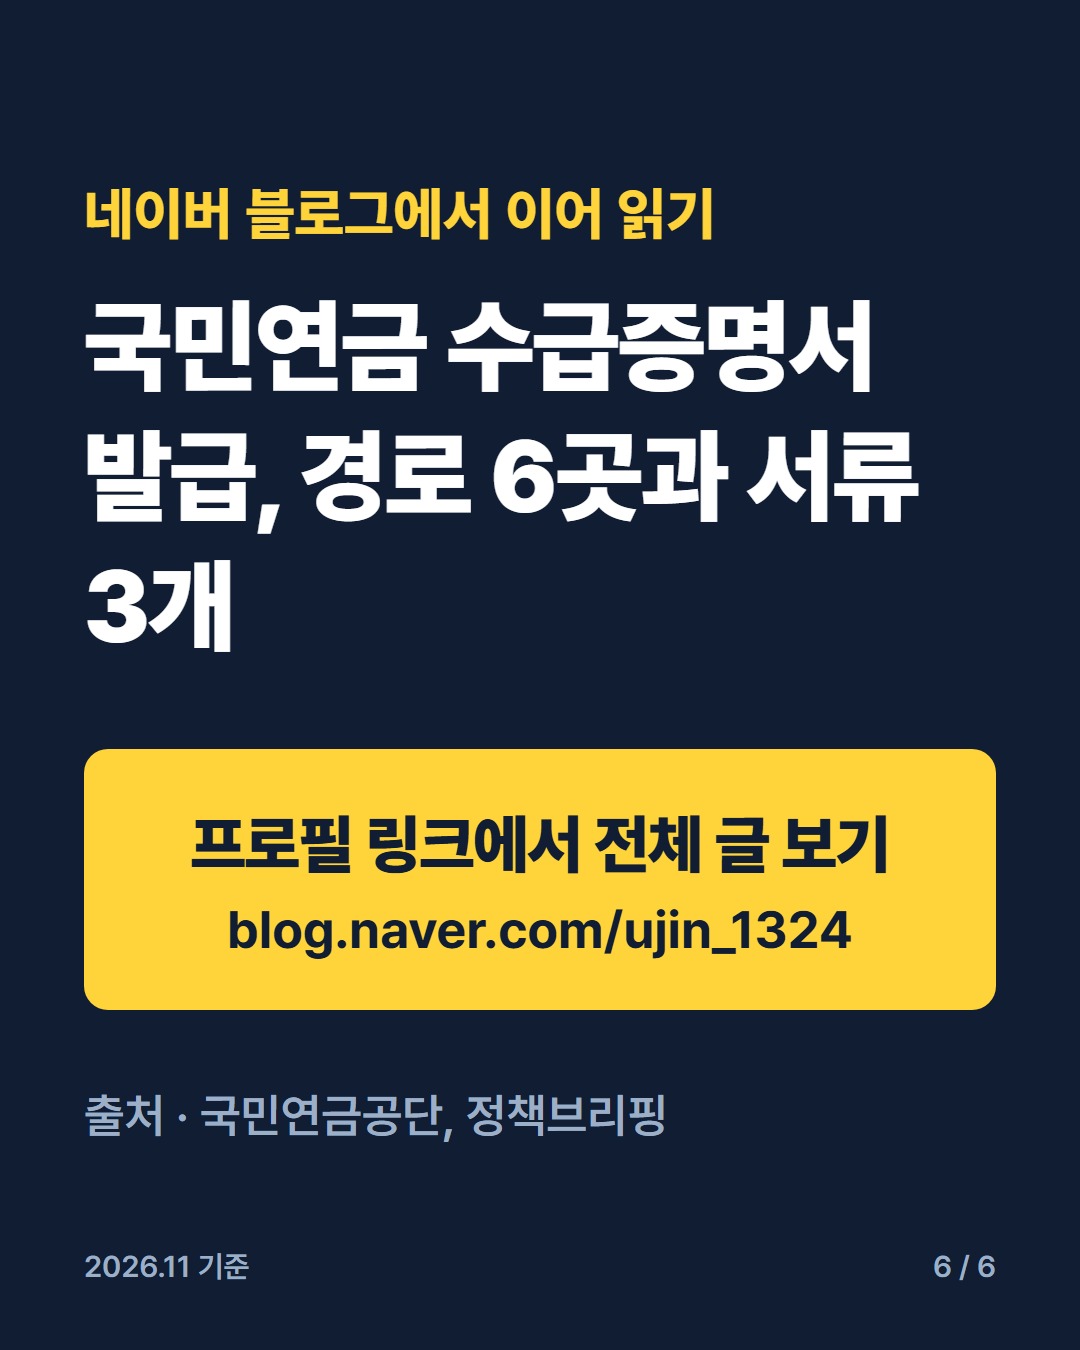 네이버 블로그에서 이어 읽기
국민연금 수급증명서
발급, 경로 6곳과 서류
3개
프로필 링크에서 전체 글 보기
blog.naver.com/ujin_1324
출처 · 국민연금공단, 정책브리핑
2026.11 기준
6 / 6